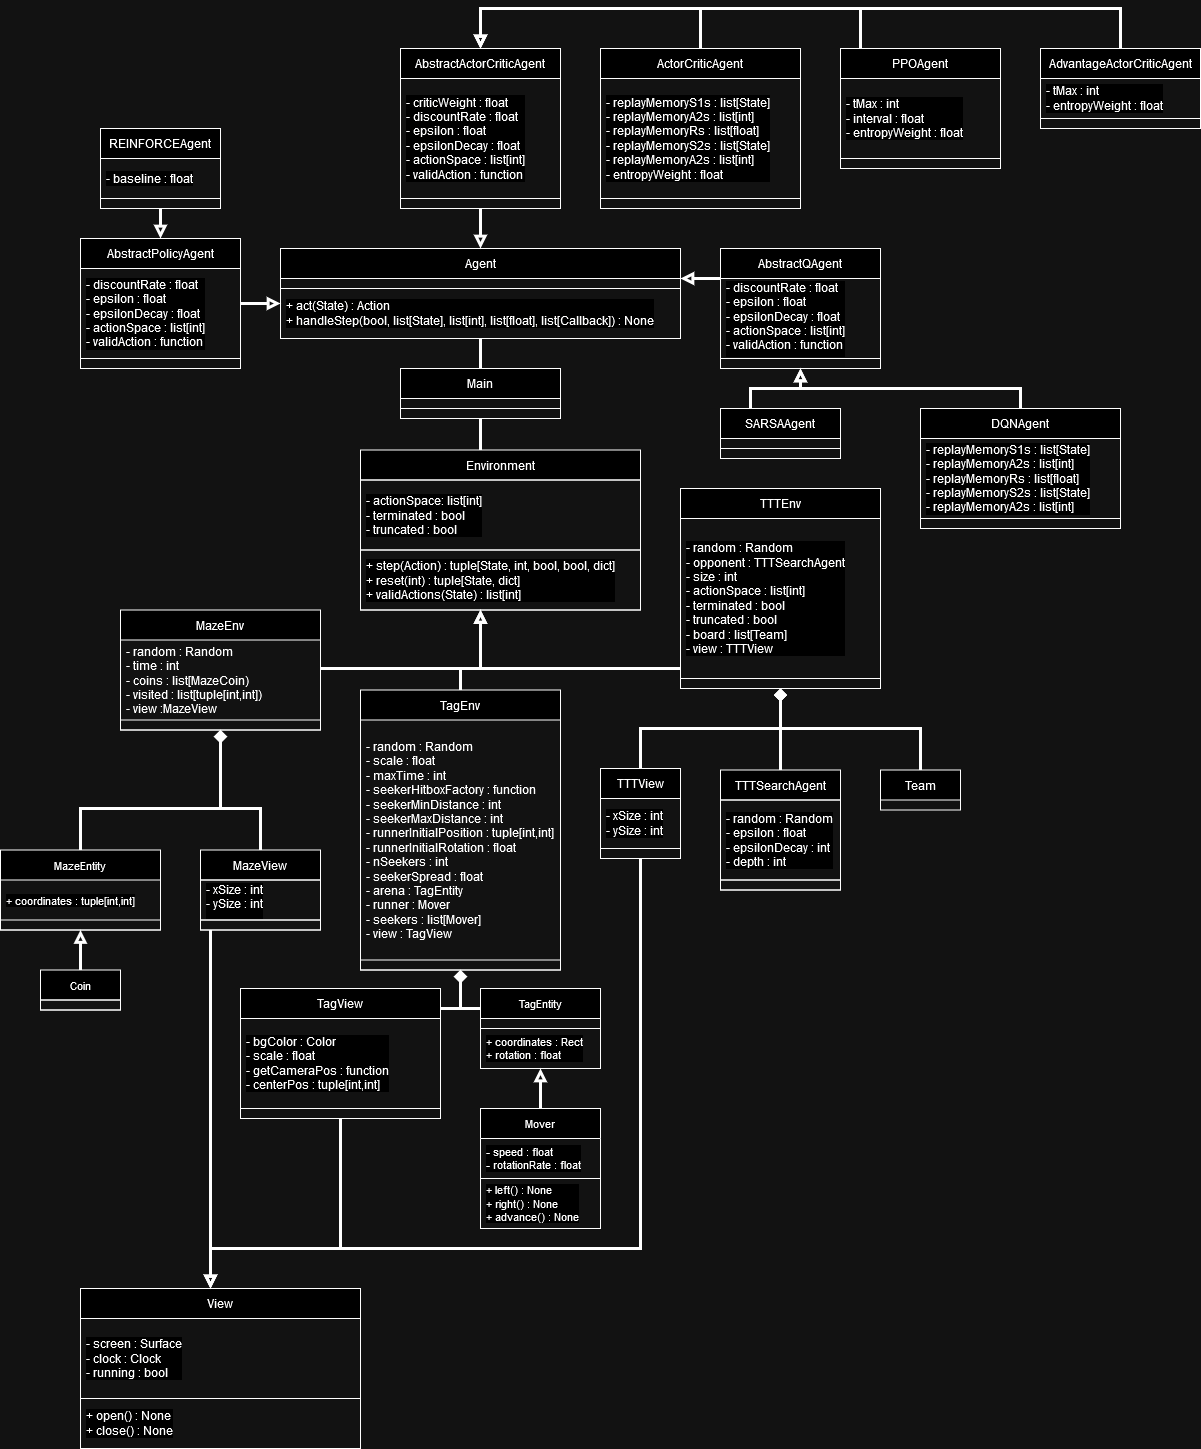 AbstractActorCriticAgent
- criticWeight : float
- discountRate : float
- epsilon : float
- epsilonDecay : float
- actionSpace : list[int]
- validAction : function
ActorCriticAgent
- replayMemoryS1s : list[State]
- replayMemoryA2s : list[int]
- replayMemoryRs : list[float]
- replayMemoryS2s : list[State]
- replayMemoryA2s : list[int]
- entropyWeight : float
PPOAgent
- tMax : int
- interval : float
- entropyWeight : float
AdvantageActorCriticAgent
- tMax : int
- entropyWeight : float
REINFORCEAgent
- baseline : float
AbstractPolicyAgent
- discountRate : float
- epsilon : float
- epsilonDecay : float
- actionSpace : list[int]
- validAction : function
Agent
+ act(State) : Action
+ handleStep(bool, list[State], list[int], list[float], list[Callback]) : None
AbstractQAgent
- discountRate : float
- epsilon : float
- epsilonDecay : float
- actionSpace : list[int]
- validAction : function
Main
SARSAAgent
DQNAgent
- replayMemoryS1s : list[State]
- replayMemoryA2s : list[int]
- replayMemoryRs : list[float]
- replayMemoryS2s : list[State]
- replayMemoryA2s : list[int]
Environment
- actionSpace: list[int]
- terminated : bool
- truncated : bool
+ step(Action) : tuple[State, int, bool, bool, dict]
+ reset(int) : tuple[State, dict]
+ validActions(State) : list[int]
TTTEnv
- random : Random
- opponent : TTTSearchAgent
- size : int
- actionSpace : list[int]
- terminated : bool
- truncated : bool
- board : list[Team]
- view : TTTView
MazeEnv
- random : Random
- time : int
- coins : list[MazeCoin)
- visited : list[tuple[int,int])
- view :MazeView
TagEnv
- random : Random
- scale : float
- maxTime : int
- seekerHitboxFactory : function
- seekerMinDistance : int
- seekerMaxDistance : int
- runnerInitialPosition : tuple[int,int]
- runnerInitialRotation : float
- nSeekers : int
- seekerSpread : float
- arena : TagEntity
- runner : Mover
- seekers : list[Mover]
- view : TagView
TTTView
- xSize : int
- ySize : int
TTTSearchAgent
- random : Random
- epsilon : float
- epsilonDecay : int
- depth : int
Team
MazeEntity
+ coordinates : tuple[int,int]
MazeView
- xSize : int
- ySize : int
Coin
TagView
- bgColor : Color
- scale : float
- getCameraPos : function
- centerPos : tuple[int,int]
TagEntity
+ coordinates : Rect
+ rotation : float
Mover
- speed : float
- rotationRate : float
+ left() : None
+ right() : None
+ advance() : None
View
- screen : Surface
- clock : Clock
- running : bool
+ open() : None
+ close() : None